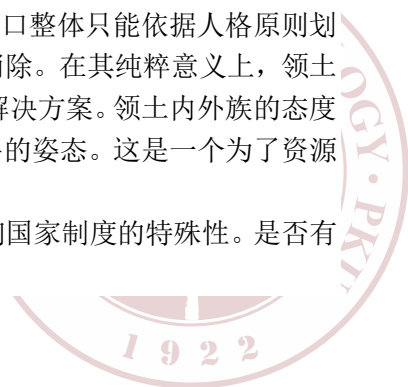 口整体只能依据人格原则划
消除。在其纯粹意义上，领土
解决方案。领土内外族的态度
的姿态。这是一个为了资源
国家制度的特殊性。是否有
OGY · PKU
1922